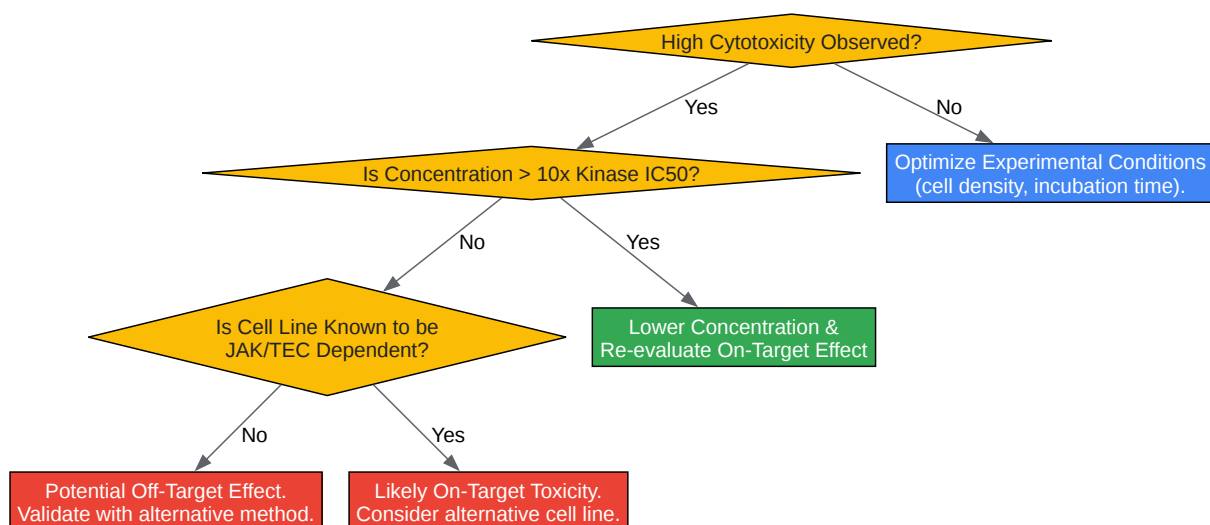 High Cytotoxicity Observed?
Yes
No
Is Concentration > 10x Kinase IC50?
Optimize Experimental Conditions
(cell density, incubation time).
No
Yes
Is Cell Line Known to be
JAK/TEC Dependent?
Lower Concentration &
Re-evaluate On-Target Effect
No
Yes
Potential Off-Target Effect.
Validate with alternative method.
Likely On-Target Toxicity.
Consider alternative cell line.